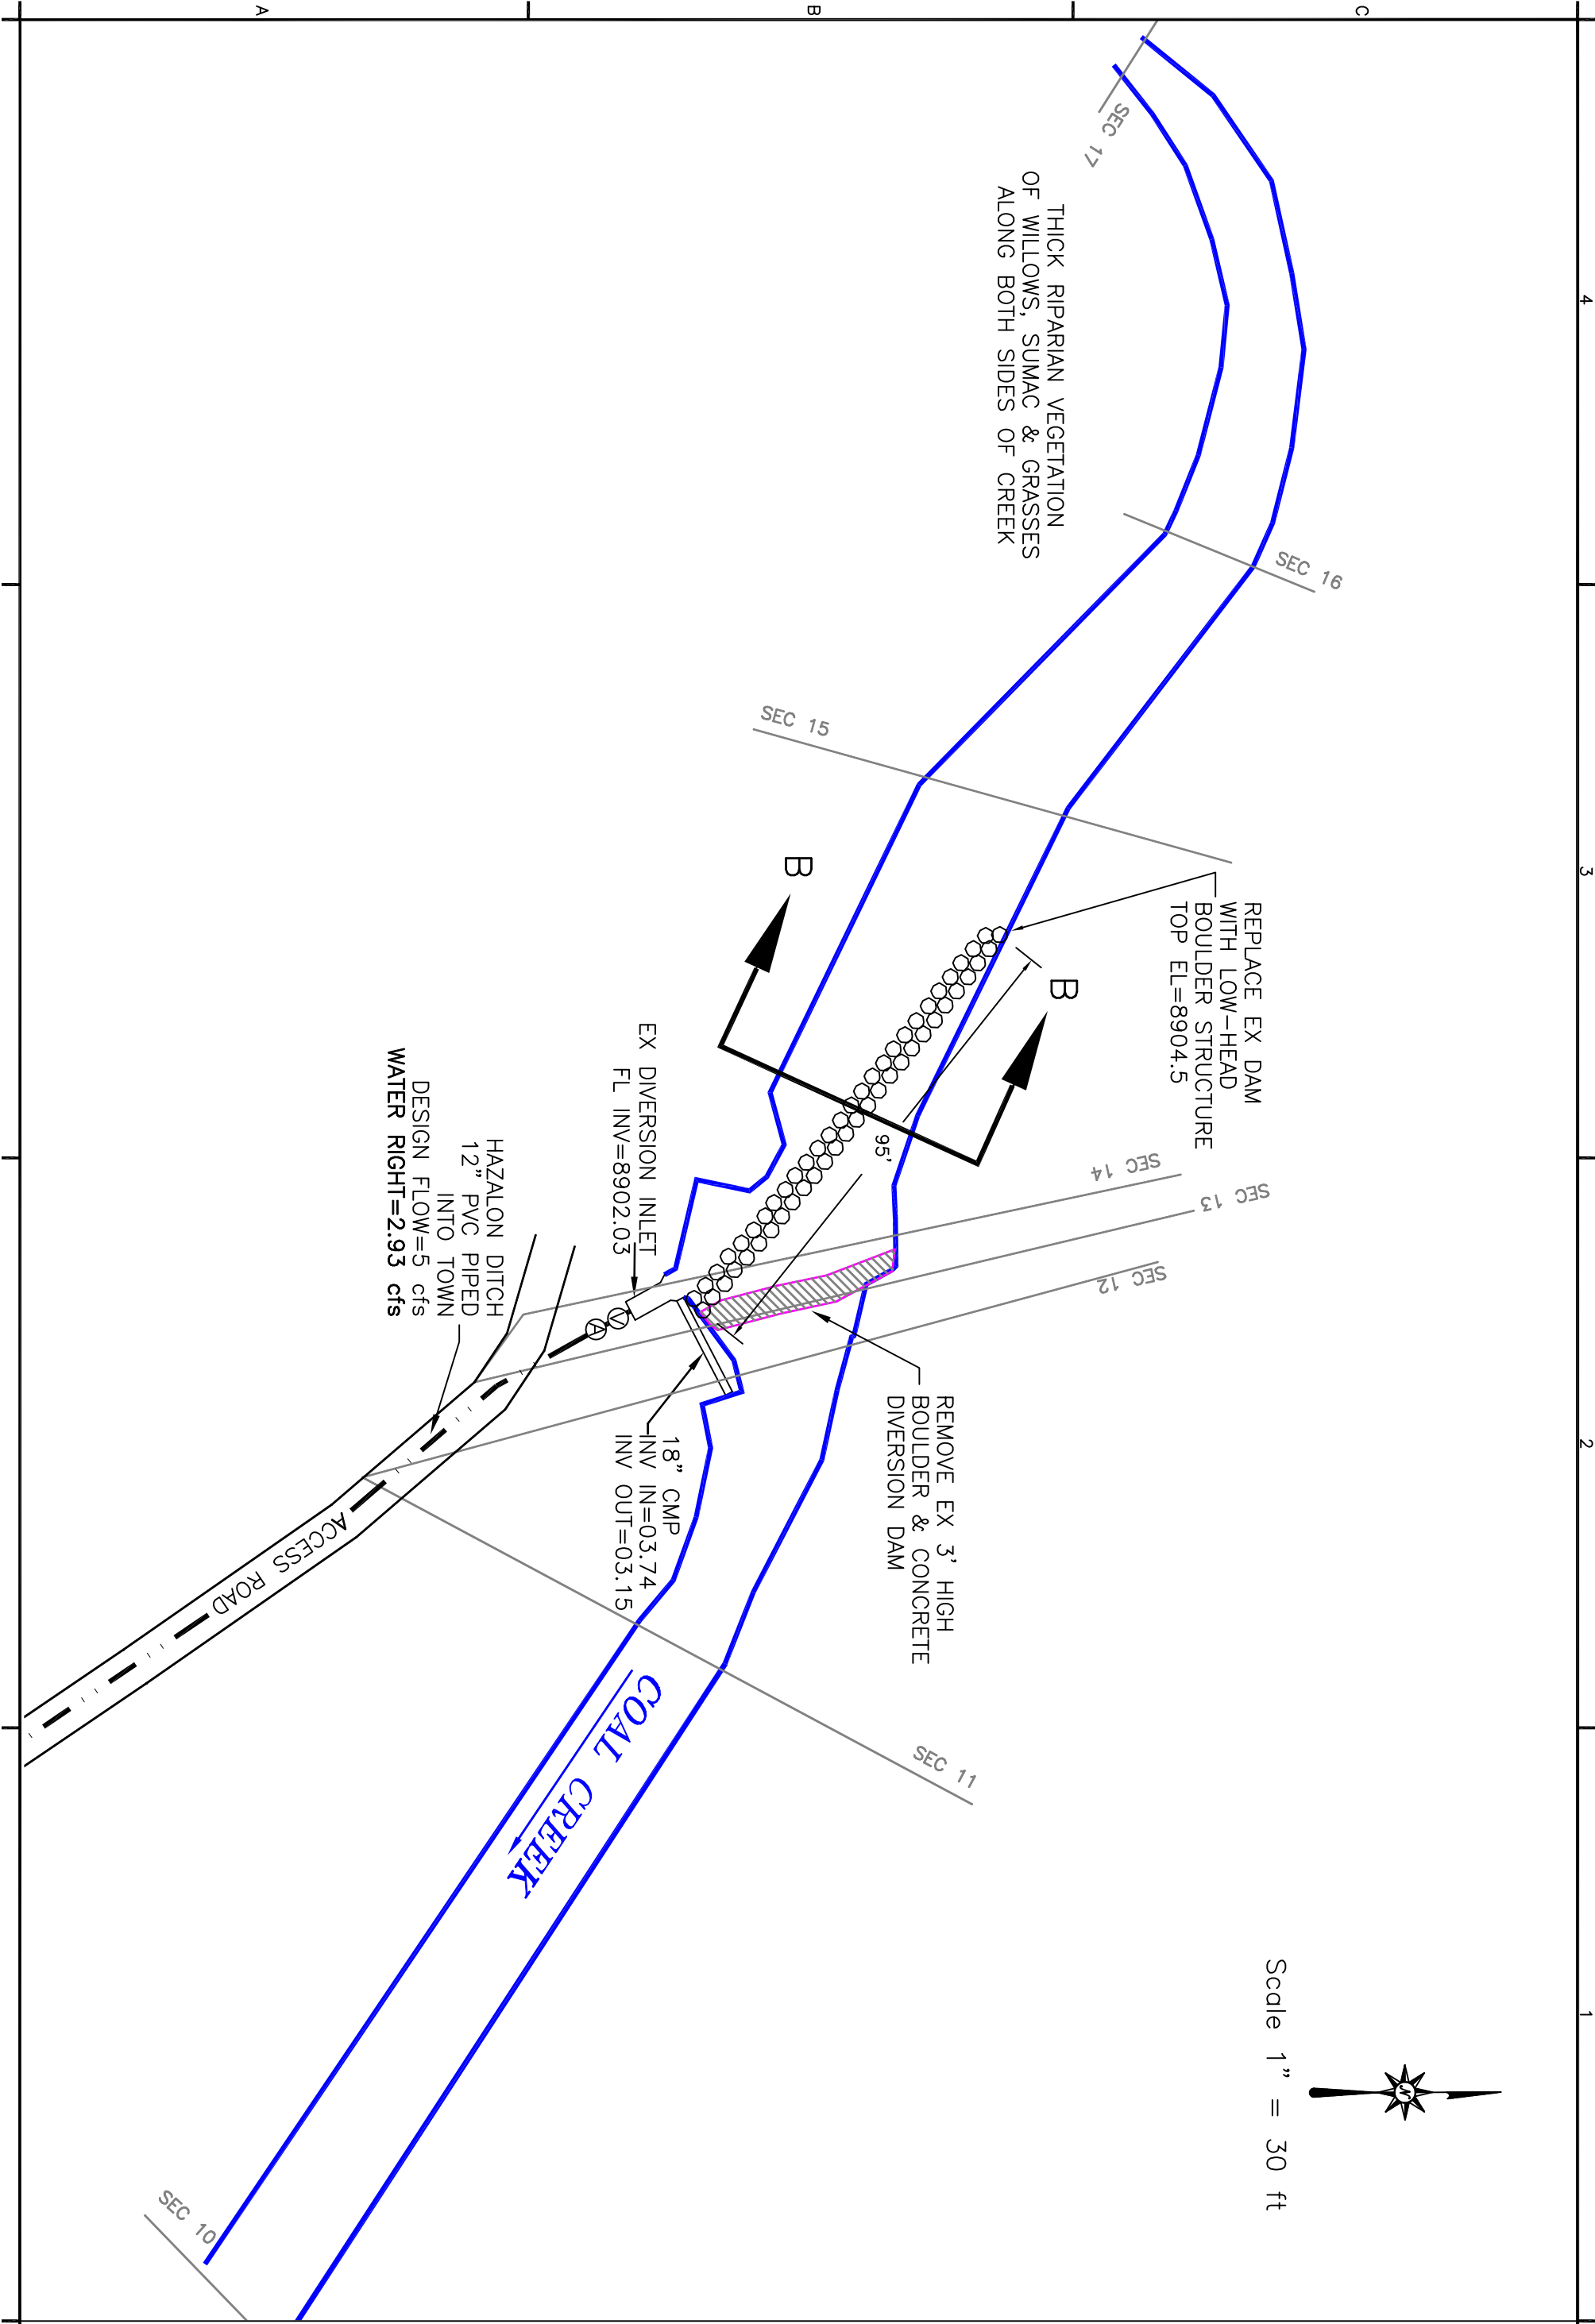 A
B
C
4
3
2
1
SEC 17
THICK RIPARIAN VEGETATION
OF WILLOWS, SUMAC & GRASSES
ALONG BOTH SIDES OF CREEK
SEC 16
SEC 15
REPLACE EX DAM
WITH LOW-HEAD
BOULDER STRUCTURE
TOP EL=8904.5
B
B
95'
SEC 14
SEC 13
SEC 12
EX DIVERSION INLET
FL INV=8902.03
HAZALON DITCH
12" PVC PIPED
INTO TOWN
DESIGN FLOW=5 cfs
WATER RIGHT=2.93 cfs
V
A
REMOVE EX 3' HIGH
BOULDER & CONCRETE
DIVERSION DAM
18" CMP
INV IN=03.74
INV OUT=03.15
ACCESS ROAD
COAL CREEK
SEC 11
SEC 10
Scale 1" = 30 ft
N